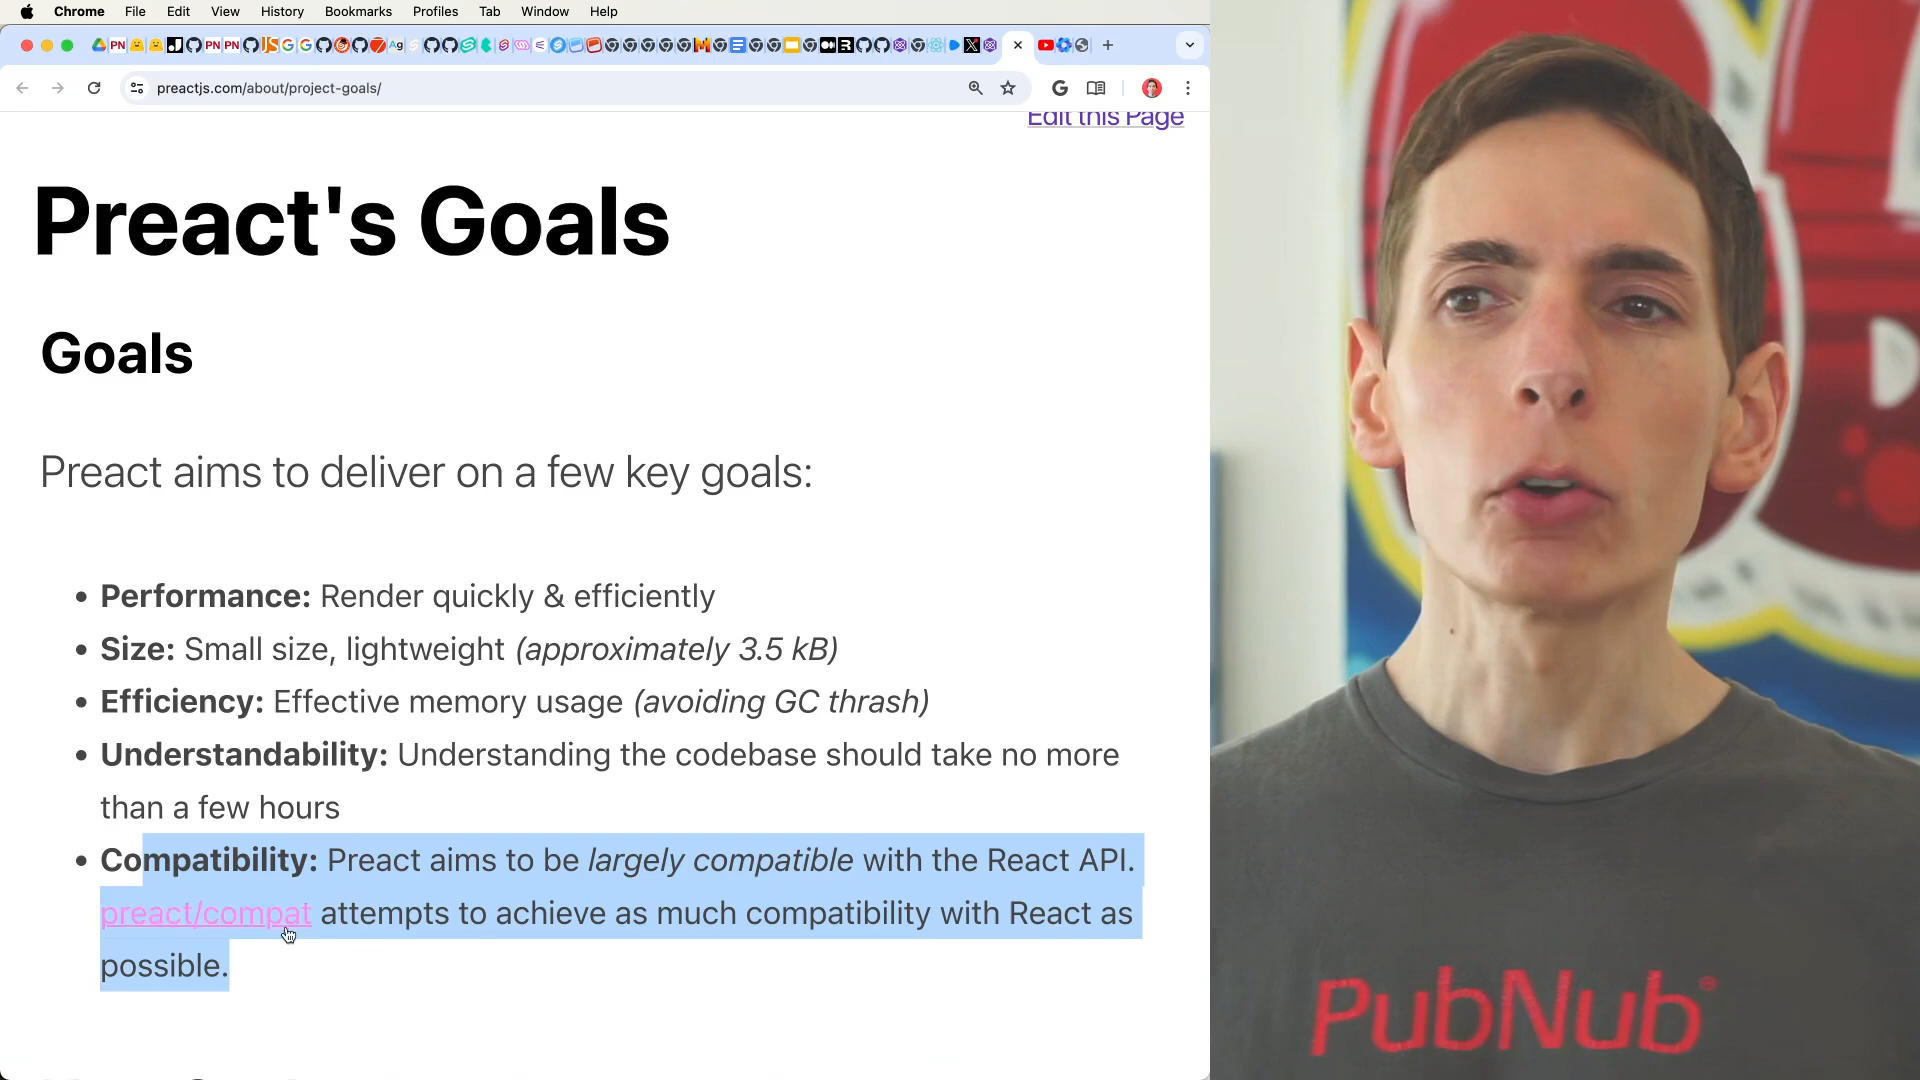 Chrome File Edit View History Bookmarks Profiles Tab Window Help
preactjs.com/about/project-goals/
Edit this Page
Preact's Goals
Goals
Preact aims to deliver on a few key goals:
• Performance: Render quickly & efficiently
• Size: Small size, lightweight (approximately 3.5 kB)
• Efficiency: Effective memory usage (avoiding GC thrash)
• Understandability: Understanding the codebase should take no more
than a few hours
• Compatibility: Preact aims to be largely compatible with the React API.
preact/compat attempts to achieve as much compatibility with React as
possible.
PubNub®